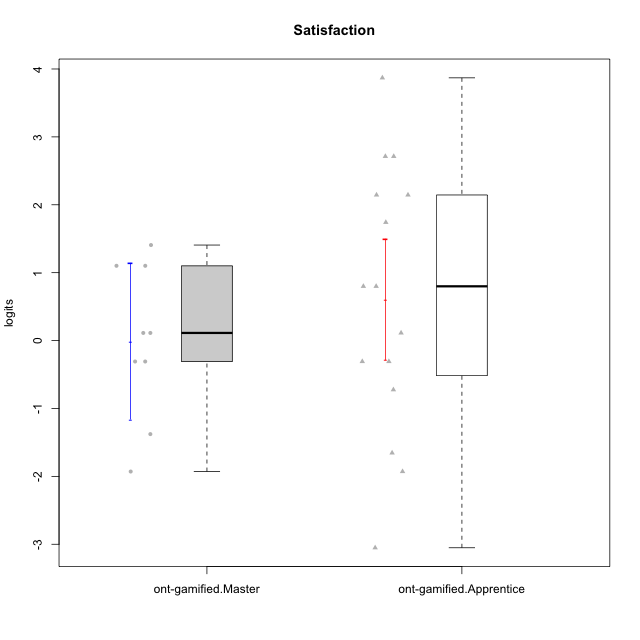 Satisfaction
logits
4
3
2
1
0
-1
-2
-3
ont-gamified.Master
ont-gamified.Apprentice